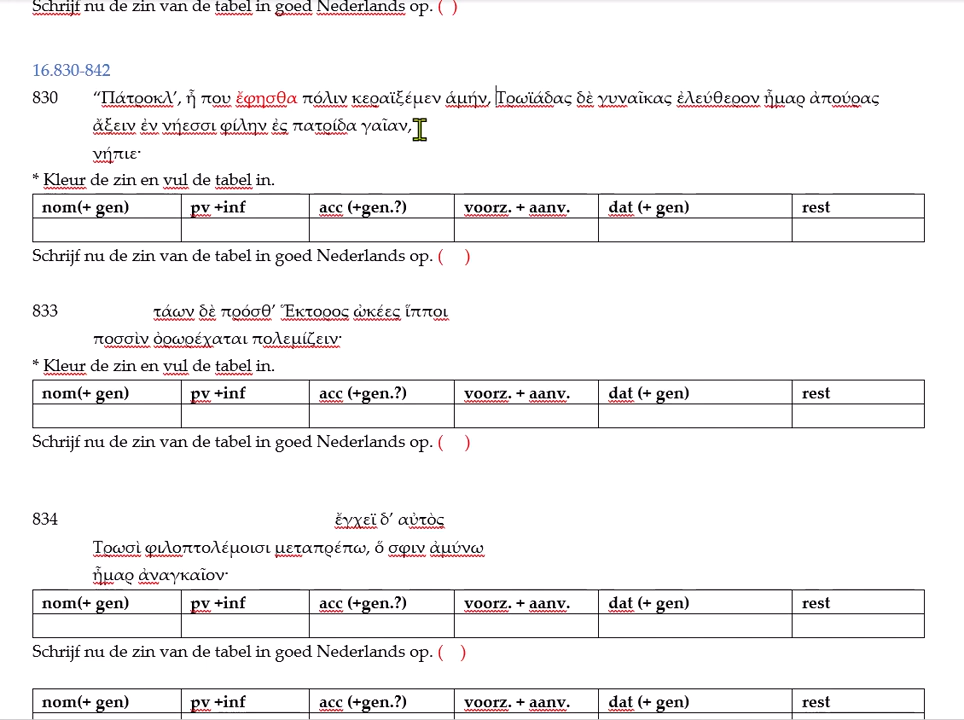 Schrijf nu de zin van de tabel in goed Nederlands op. ( )
16.830-842
830 “Πάτροκλ’, ἦ που ἔφησθα πόλιν κεραϊξέμεν ἁμήν, Τρωϊάδας δὲ γυναῖκας ἐλεύθερον ἦμαρ ἀπούρας
ἄξειν ἐν νήεσσι φίλην ἐς πατρίδα γαῖαν,
νήπιε·
* Kleur de zin en vul de tabel in.
nom(+ gen) pv +inf acc (+gen.?) voorz. + aanv. dat (+ gen) rest
Schrijf nu de zin van de tabel in goed Nederlands op. ( )
833 τάων δὲ πρόσθ’ Ἕκτορος ὠκέες ἵπποι
ποσσὶν ὀρωρέχαται πολεμίζειν·
* Kleur de zin en vul de tabel in.
nom(+ gen) pv +inf acc (+gen.?) voorz. + aanv. dat (+ gen) rest
Schrijf nu de zin van de tabel in goed Nederlands op. ( )
834 ἔγχεϊ δ’ αὐτὸς
Τρωσὶ φιλοπτολέμοισι μεταπρέπω, ὅ σφιν ἀμύνω
ἦμαρ ἀναγκαῖον·
nom(+ gen) pv +inf acc (+gen.?) voorz. + aanv. dat (+ gen) rest
Schrijf nu de zin van de tabel in goed Nederlands op. ( )
nom(+ gen) pv +inf acc (+gen.?) voorz. + aanv. dat (+ gen) rest